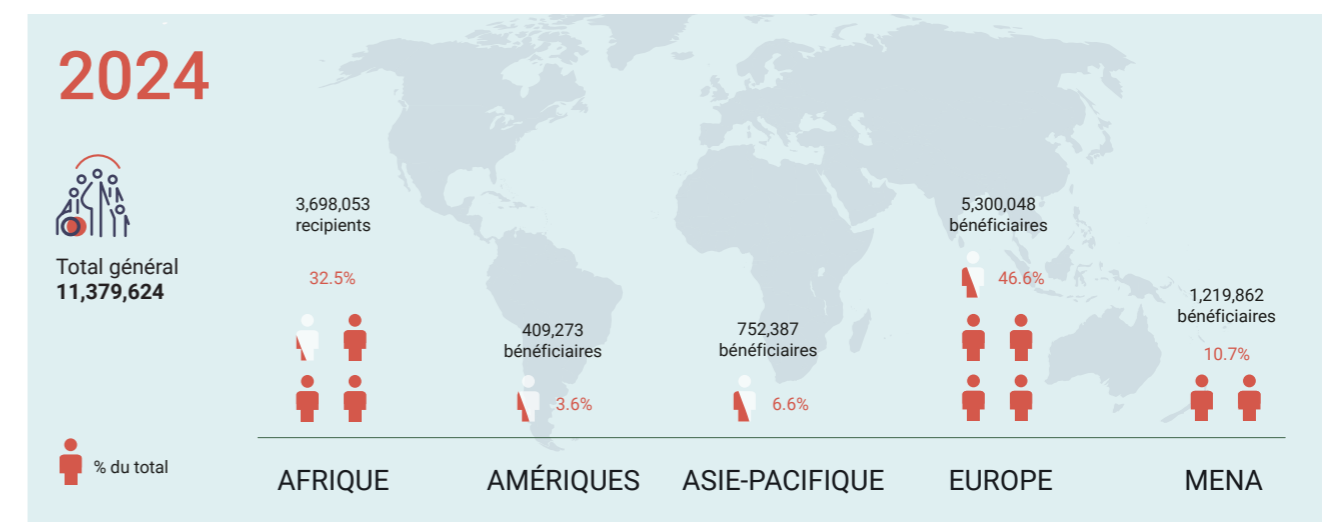 2024
Total général
11,379,624
% du total
3,698,053
recipients
32.5%
AFRIQUE
409,273
bénéficiaires
3.6%
AMÉRIQUES
752,387
bénéficiaires
6.6%
ASIE-PACIFIQUE
5,300,048
bénéficiaires
46.6%
EUROPE
1,219,862
bénéficiaires
10.7%
MENA